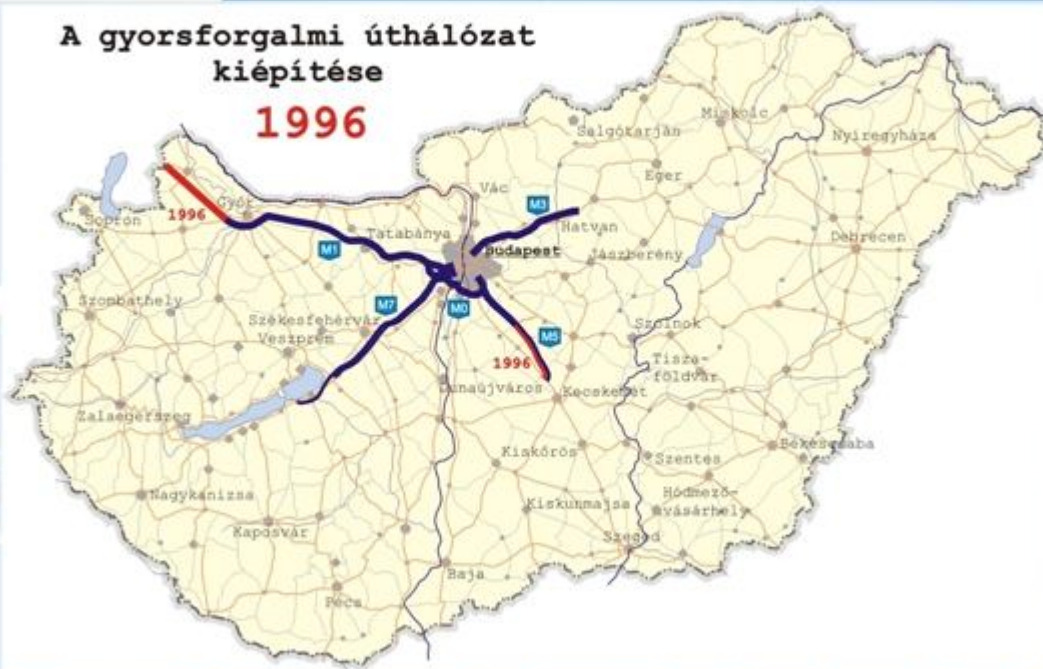 A gyorsforgalmi úthálózat
kiépítése
1996
Miskolc
Salgótarján
Nyíregyháza
Eger
Vác
M3
1996
Győr
Sopron
Hatvan
Tatabánya
Budapest
M1
Jászberény
Debrecen
Szombathely
M7
M0
Székesfehérvár
Szolnok
M5
Veszprém
1996
Tisza-
földvár
Dunaújváros
Kecskemét
Zalaegerszeg
Békéscsaba
Kiskőrös
Szentes
Nagykanizsa
Hódmező-
vásárhely
Kiskunmajsa
Kaposvár
Szeged
Baja
Pécs